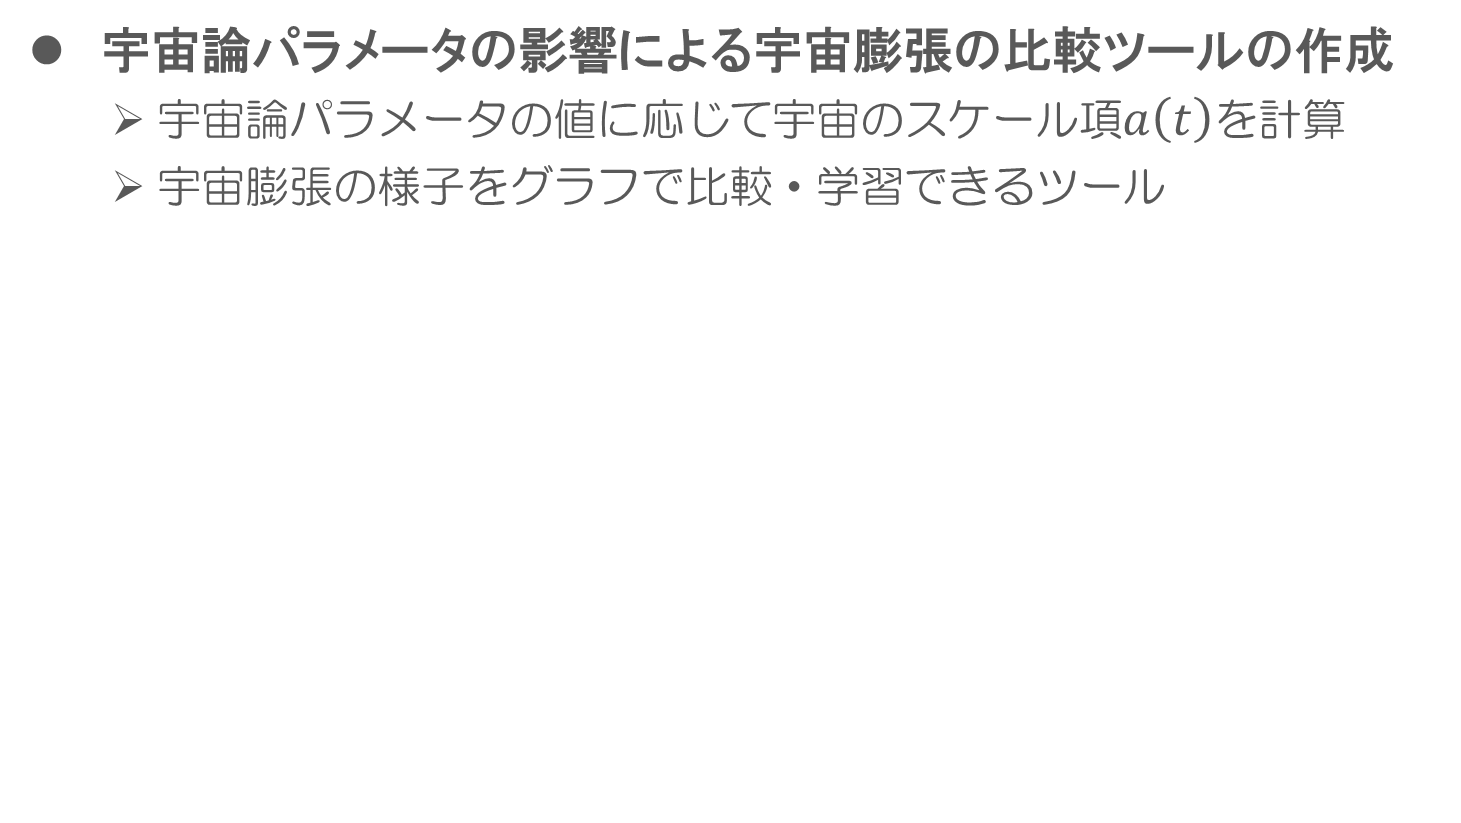 ● 宇宙論パラメータの影響による宇宙膨張の比較ツールの作成
➢ 宇宙論パラメータの値に応じて宇宙のスケール項a(t)を計算
➢ 宇宙膨張の様子をグラフで比較・学習できるツール